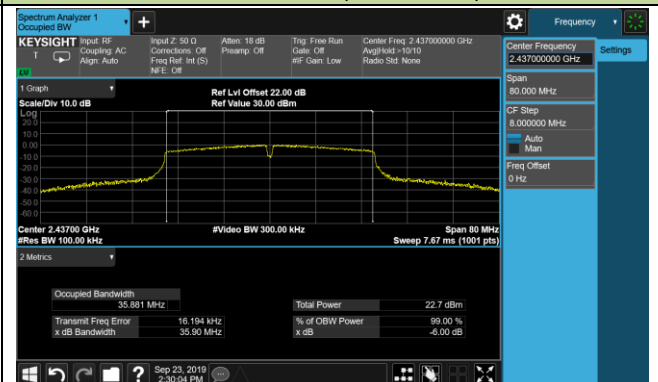 Spectrum Analyzer 1
Occupied BW
+
Frequency
KEYSIGHT
T
LV
Input: RF
Coupling: AC
Align: Auto
Input Z: 50 Ω
Corrections: Off
Freq Ref: Int (S)
NFE: Off
Atten: 18 dB
Preamp: Off
Trig: Free Run
Gate: Off
#IF Gain: Low
Center Freq: 2.437000000 GHz
Avg|Hold:>10/10
Radio Std: None
Center Frequency
2.437000000 GHz
Settings
Span
80.000 MHz
CF Step
8.000000 MHz
Auto
Man
Freq Offset
0 Hz
1 Graph
Scale/Div 10.0 dB
Ref Lvl Offset 22.00 dB
Ref Value 30.00 dBm
Log
20.0
10.0
0.00
-10.0
-20.0
-30.0
-40.0
-50.0
-60.0
Center 2.43700 GHz
#Res BW 100.00 kHz
#Video BW 300.00 kHz
Span 80 MHz
Sweep 7.67 ms (1001 pts)
2 Metrics
Occupied Bandwidth
35.881 MHz
Total Power 22.7 dBm
Transmit Freq Error 16.194 kHz
% of OBW Power 99.00 %
x dB Bandwidth 35.90 MHz
x dB -6.00 dB
?
Sep 23, 2019
2:30:04 PM